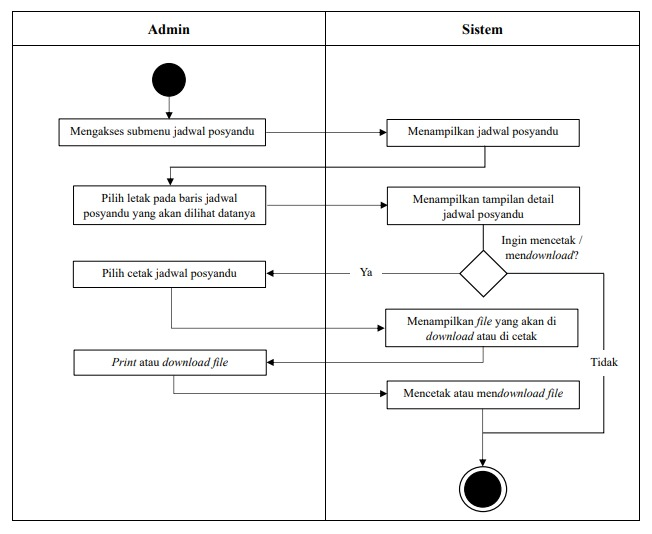 Admin
Sistem
Mengakses submenu jadwal posyandu
Menampilkan jadwal posyandu
Pilih letak pada baris jadwal
posyandu yang akan dilihat datanya
Menampilkan tampilan detail
jadwal posyandu
Ingin mencetak /
mendownload?
Pilih cetak jadwal posyandu
Ya
Menampilkan file yang akan di
download atau di cetak
Print atau download file
Tidak
Mencetak atau mendownload file